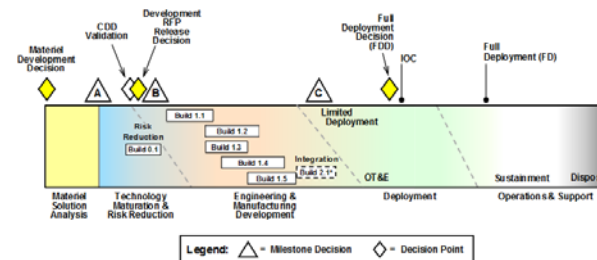 Development
RFP
Release
Decision
CDD
Validation
Materiel
Development
Decision
Full
Deployment
Decision
(FDD)
IOC
Full
Deployment (FD)
A
B
C
Build 1.1
Limited
Deployment
Risk
Reduction
Build 0.1
Build 1.2
Build 1.3
Build 1.4
Build 1.5
Integration
Build 2.1*
OT&E
Sustainment
Dispo
Materiel
Solution
Analysis
Technology
Maturation &
Risk Reduction
Engineering &
Manufacturing
Development
Deployment
Operations & Support
Legend:
= Milestone Decision
= Decision Point